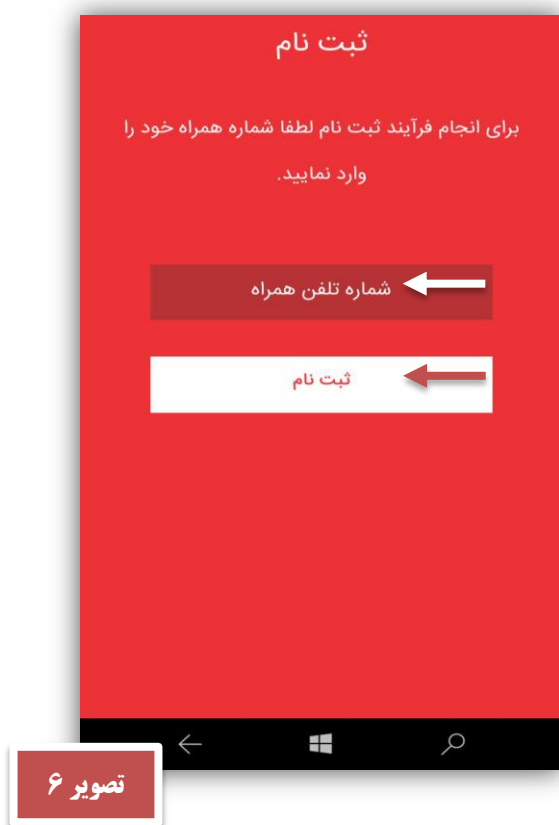 ثبت نام
برای انجام فرآیند ثبت نام لطفا شماره همراه خود را
وارد نمایید.
شماره تلفن همراه
ثبت نام
تصویر ۶